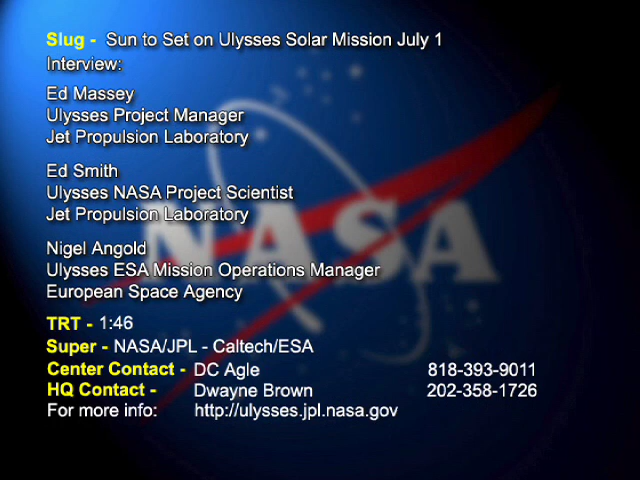 Slug - Sun to Set on Ulysses Solar Mission July 1
Interview:
Ed Massey
Ulysses Project Manager
Jet Propulsion Laboratory
Ed Smith
Ulysses NASA Project Scientist
Jet Propulsion Laboratory
Nigel Angold
Ulysses ESA Mission Operations Manager
European Space Agency
TRT - 1:46
Super - NASA/JPL - Caltech/ESA
Center Contact - DC Agle 818-393-9011
HQ Contact - Dwayne Brown 202-358-1726
For more info: http://ulysses.jpl.nasa.gov
NASA